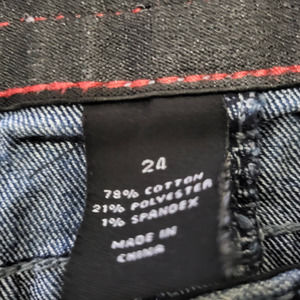 24
78% COTTON
21% POLYESTER
1% SPANDEX
MADE IN
CHINA